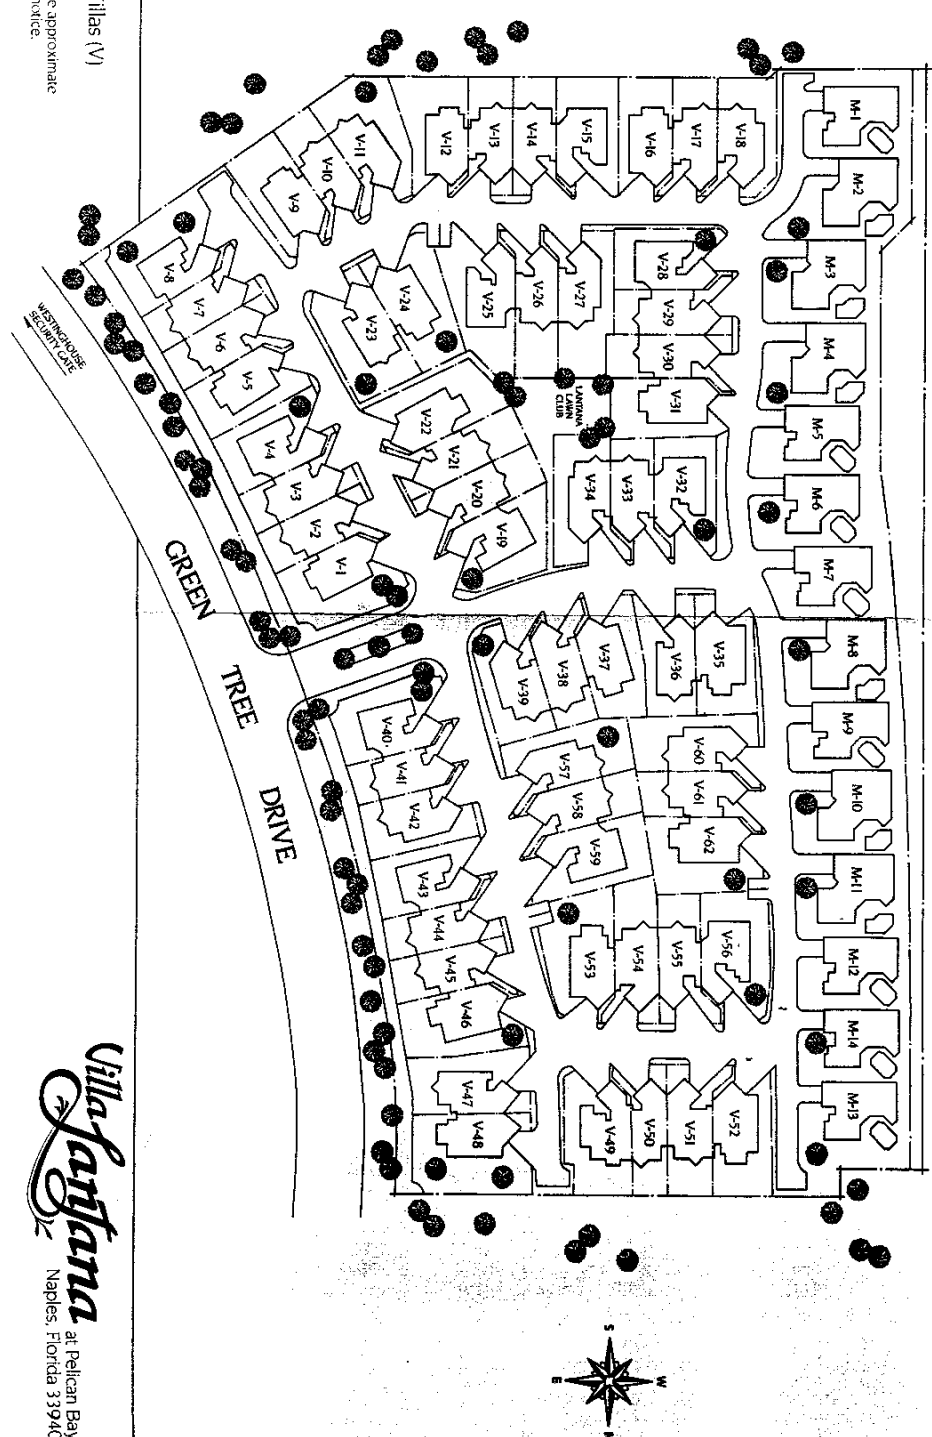 illas (V)
e approximate
notice.
M-1
M-2
M-3
M-4
M-5
M-6
M-7
M-8
M-9
M-10
M-11
M-12
M-14
M-13
V-18
V-17
V-16
V-15
V-14
V-13
V-12
V-11
V-10
V-9
V-8
V-7
V-6
V-5
V-4
V-3
V-2
V-1
V-28
V-29
V-30
V-31
V-27
V-26
V-25
V-24
V-23
V-22
V-21
V-20
V-19
V-32
V-33
V-34
LANTANA
LAWN
CLUB
V-35
V-36
V-37
V-38
V-39
V-40
V-41
V-42
V-43
V-44
V-45
V-46
V-47
V-48
V-60
V-61
V-62
V-57
V-58
V-59
V-56
V-55
V-54
V-53
V-52
V-51
V-50
V-49
WESTINGHOUSE
SECURITY GATE
GREEN TREE DRIVE
Villa Lantana
at Pelican Bay
Naples, Florida 33940
S
W
E